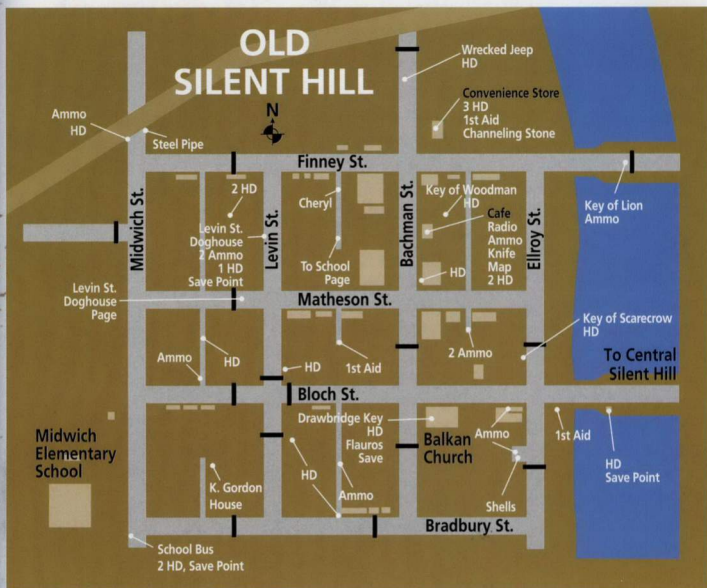 OLD
SILENT HILL
N
Wrecked Jeep
HD
Convenience Store
3 HD
1st Aid
Channeling Stone
Ammo
HD
Steel Pipe
Finney St.
Midwich St.
2 HD
Levin St.
Doghouse
2 Ammo
1 HD
Save Point
Levin St.
Cheryl
To School
Page
Bachman St.
Key of Woodman
HD
Cafe
Radio
Ammo
Knife
Map
2 HD
HD
Ellroy St.
Key of Lion
Ammo
Levin St.
Doghouse
Page
Matheson St.
Key of Scarecrow
HD
To Central
Silent Hill
Ammo
HD
HD
1st Aid
2 Ammo
Bloch St.
Midwich
Elementary
School
K. Gordon
House
HD
Drawbridge Key
HD
Flauros
Save
Ammo
Balkan
Church
Ammo
Shells
1st Aid
HD
Save Point
Bradbury St.
School Bus
2 HD, Save Point